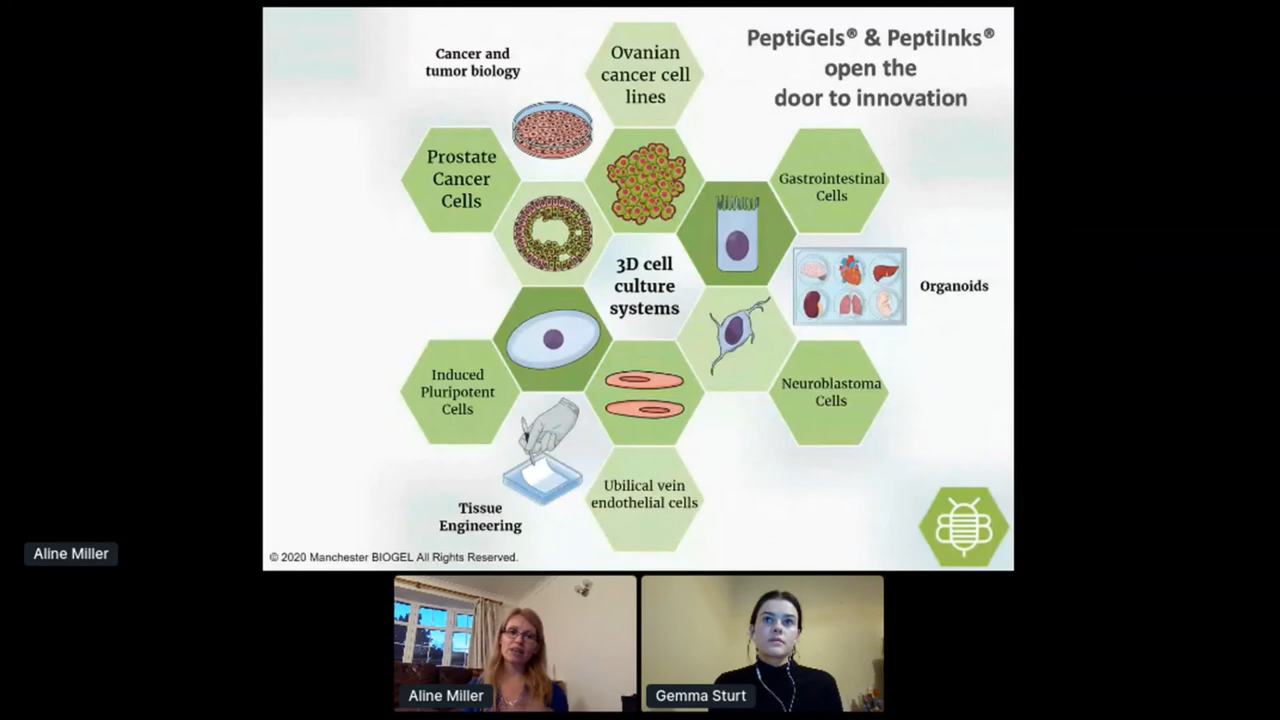 PeptiGels® & PeptiInks®
open the
door to innovation
Cancer and
tumor biology
Ovanian
cancer cell
lines
Prostate
Cancer
Cells
Gastrointestinal
Cells
3D cell
culture
systems
Organoids
Induced
Pluripotent
Cells
Neuroblastoma
Cells
Tissue
Engineering
Ubilical vein
endothelial cells
© 2020 Manchester BIOGEL All Rights Reserved.
Aline Miller
Aline Miller
Gemma Sturt